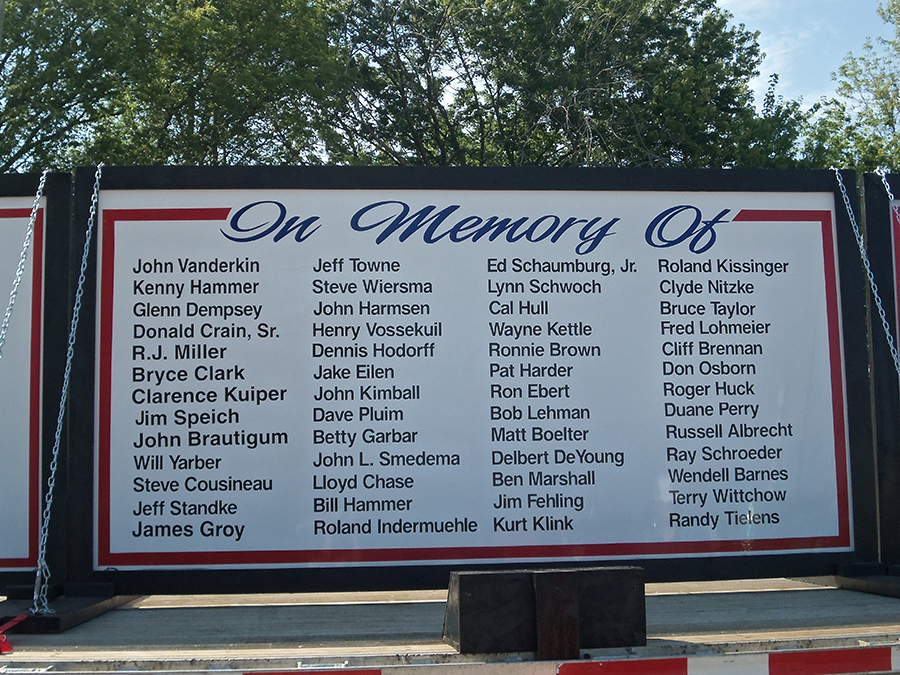 In Memory Of
John Vanderkin
Kenny Hammer
Glenn Dempsey
Donald Crain, Sr.
R.J. Miller
Bryce Clark
Clarence Kuiper
Jim Speich
John Brautigum
Will Yarber
Steve Cousineau
Jeff Standke
James Groy
Jeff Towne
Steve Wiersma
John Harmsen
Henry Vossekuil
Dennis Hodorff
Jake Eilen
John Kimball
Dave Pluim
Betty Garbar
John L. Smedema
Lloyd Chase
Bill Hammer
Roland Indermuehle
Ed Schaumburg, Jr.
Lynn Schwoch
Cal Hull
Wayne Kettle
Ronnie Brown
Pat Harder
Ron Ebert
Bob Lehman
Matt Boelter
Delbert DeYoung
Ben Marshall
Jim Fehling
Kurt Klink
Roland Kissinger
Clyde Nitzke
Bruce Taylor
Fred Lohmeier
Cliff Brennan
Don Osborn
Roger Huck
Duane Perry
Russell Albrecht
Ray Schroeder
Wendell Barnes
Terry Wittchow
Randy Tielens